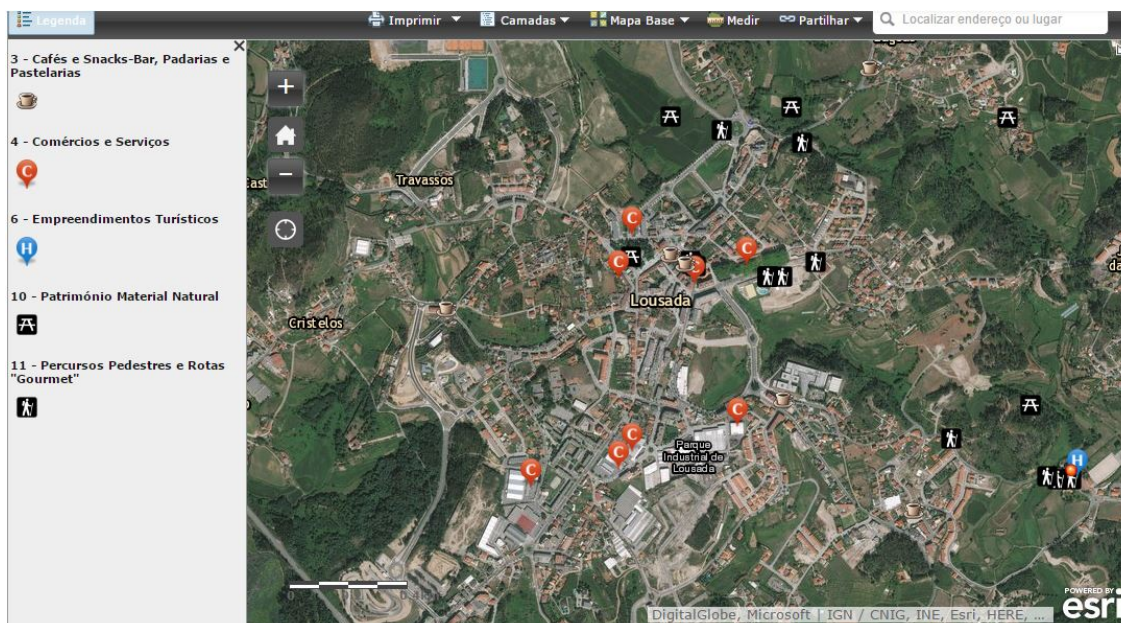 Legenda
Imprimir
Camadas
Mapa Base
Medir
Partilhar
Localizar endereço ou lugar
3 - Cafés e Snacks-Bar, Padarias e
Pastelarias
4 - Comércios e Serviços
C
6 - Empreendimentos Turísticos
H
10 - Património Material Natural
11 - Percursos Pedestres e Rotas
"Gourmet"
Travassos
C
C
C
C
Lousada
Cristelos
C
C
C
C
Parque
Industrial de
Lousada
H
DigitalGlobe, Microsoft | IGN / CNIG, INE, Esri, HERE, ...
POWERED BY
esri